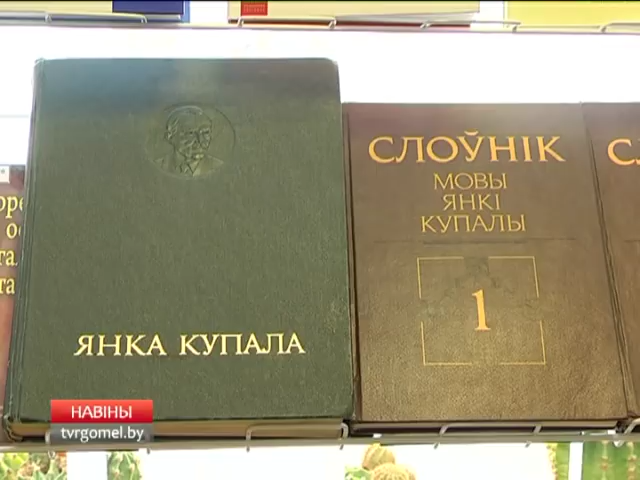 ЯНКА КУПАЛА
СЛОЎНІК
МОВЫ
ЯНКІ
КУПАЛЫ
1
НАВІНЫ
tvrgomel.by